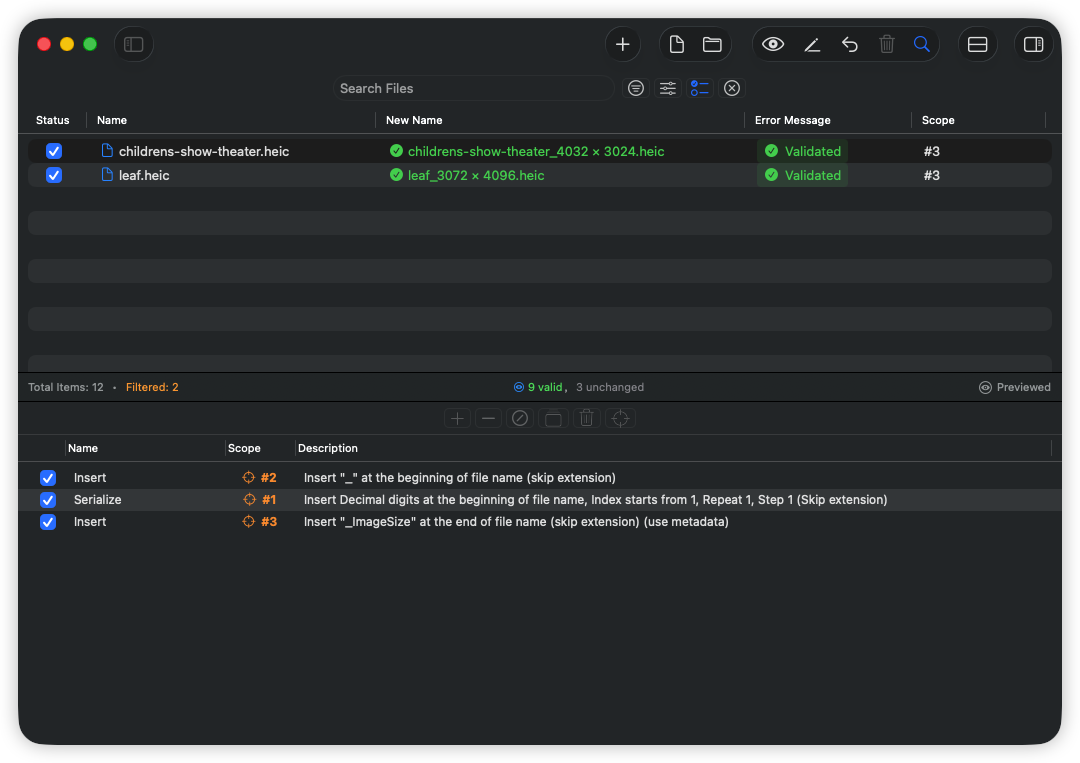 Search Files
Status Name New Name Error Message Scope
childrens-show-theater.heic childrens-show-theater_4032 × 3024.heic Validated #3
leaf.heic leaf_3072 × 4096.heic Validated #3
Total Items: 12 • Filtered: 2 9 valid, 3 unchanged Previewed
Name Scope Description
Insert #2 Insert "_" at the beginning of file name (skip extension)
Serialize #1 Insert Decimal digits at the beginning of file name, Index starts from 1, Repeat 1, Step 1 (Skip extension)
Insert #3 Insert "_ImageSize" at the end of file name (skip extension) (use metadata)